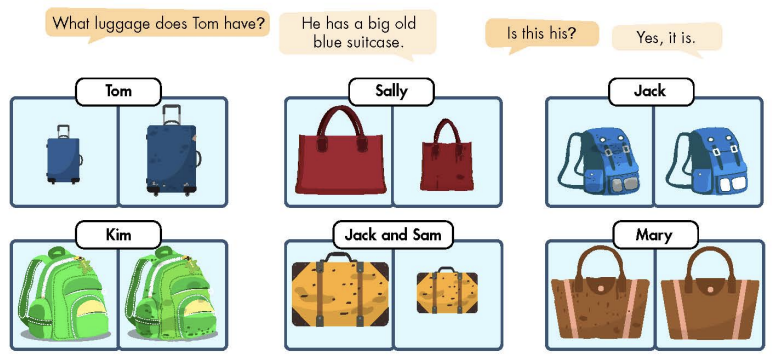 What luggage does Tom have?
He has a big old
blue suitcase.
Is this his?
Yes, it is.
Tom
Sally
Jack
Kim
Jack and Sam
Mary